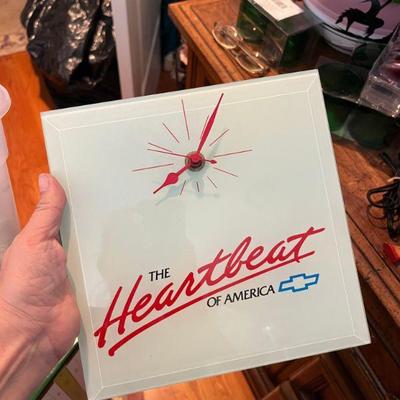 THE
Heartbeat
OF AMERICA